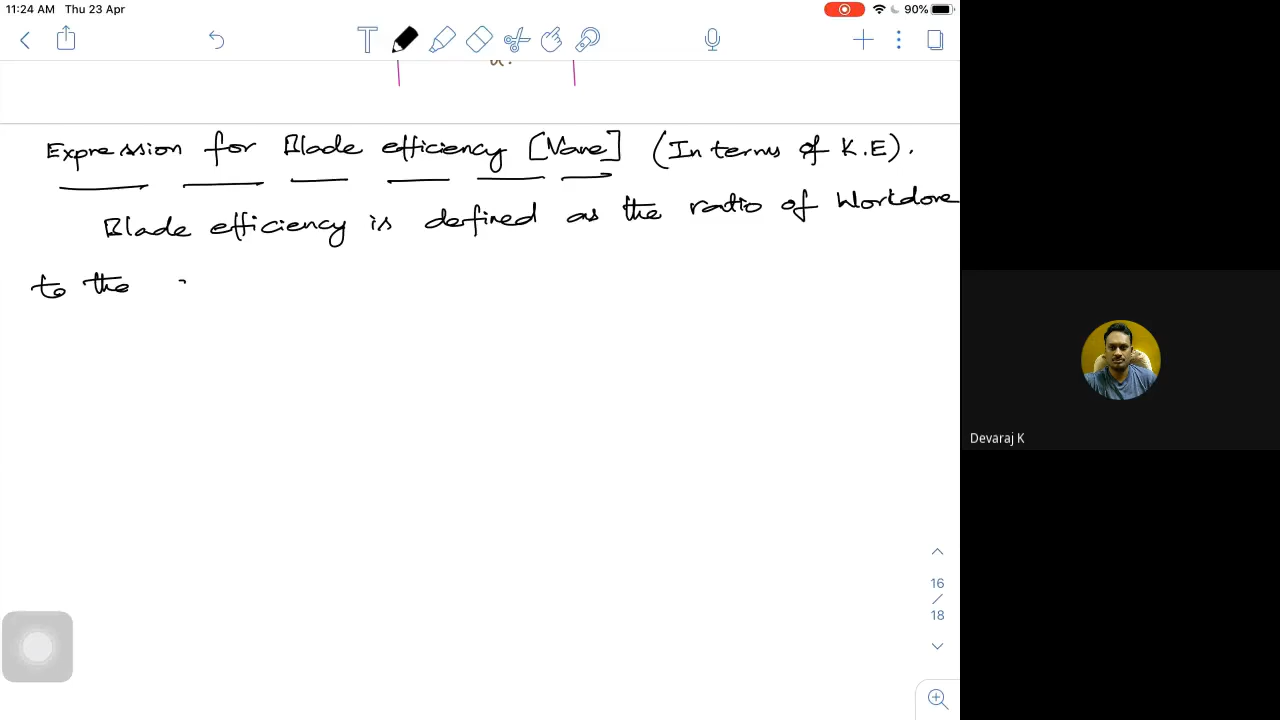 11:24 AM Thu 23 Apr
90%
Expression for Blade efficiency [Vane] (In terms of K.E).
Blade efficiency is defined as the ratio of Workdone
to the
Devaraj K
16
/
18